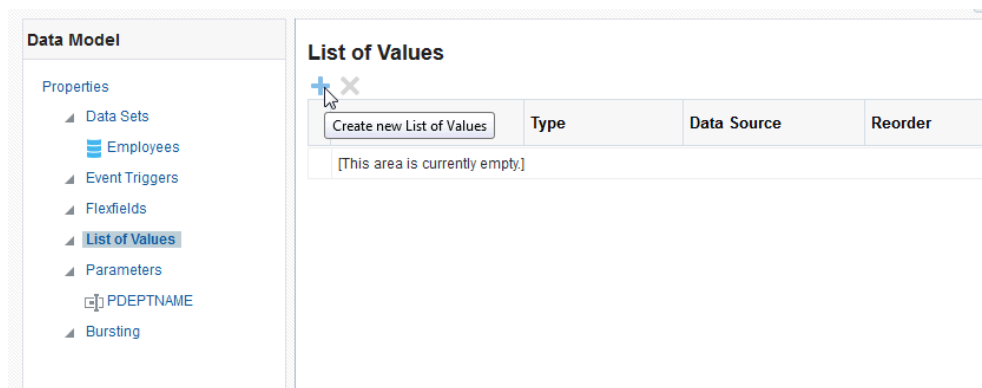 Data Model
Properties
Data Sets
Employees
Event Triggers
Flexfields
List of Values
Parameters
PDEPTNAME
Bursting
List of Values
Create new List of Values
Type Data Source Reorder
[This area is currently empty.]